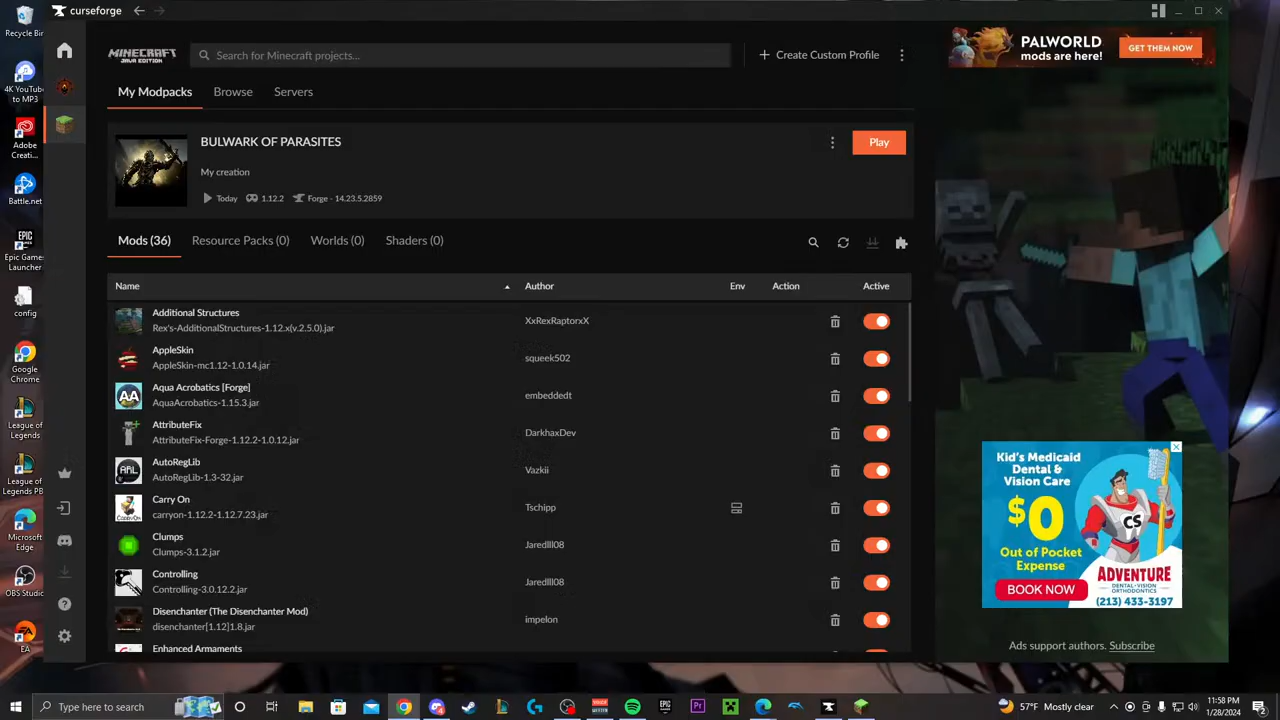 Recycle Bin
4K YouTube to MP3
Adobe Creati...
Battle.net
EPIC GAMES
Epic Games Launcher
config
Google Chrome
League of Legends
League of Legends PB
Microsoft Edge
EA
curseforge
MINECRAFT
JAVA EDITION
Search for Minecraft projects...
+ Create Custom Profile
PALWORLD
mods are here!
GET THEM NOW
My Modpacks
Browse
Servers
BULWARK OF PARASITES
My creation
Today
1.12.2
Forge - 14.23.5.2859
Play
Mods (36)
Resource Packs (0)
Worlds (0)
Shaders (0)
Name
Author
Env
Action
Active
Additional Structures
Rex's-AdditionalStructures-1.12.x(v.2.5.0).jar
XxRexRaptorxX
AppleSkin
AppleSkin-mc1.12-1.0.14.jar
squeek502
AA
Aqua Acrobatics [Forge]
AquaAcrobatics-1.15.3.jar
embeddedt
AttributeFix
AttributeFix-Forge-1.12.2-1.0.12.jar
DarkhaxDev
ARL
AutoRegLib
AutoRegLib-1.3-32.jar
Vazkii
CARRY ON
Carry On
carryon-1.12.2-1.12.7.23.jar
Tschipp
Clumps
Clumps-3.1.2.jar
Jaredlll08
Controlling
Controlling-3.0.12.2.jar
Jaredlll08
Disenchanter (The Disenchanter Mod)
disenchanter[1.12]1.8.jar
impelon
Enhanced Armaments
Kid's Medicaid
Dental &
Vision Care
$0
Out of Pocket
Expense
BOOK NOW
CS
ADVENTURE
DENTAL • VISION
ORTHODONTICS
(213) 433-3197
Ads support authors. Subscribe
Type here to search
EPIC GAMES
Pr
57°F Mostly clear
11:58 PM
1/28/2024